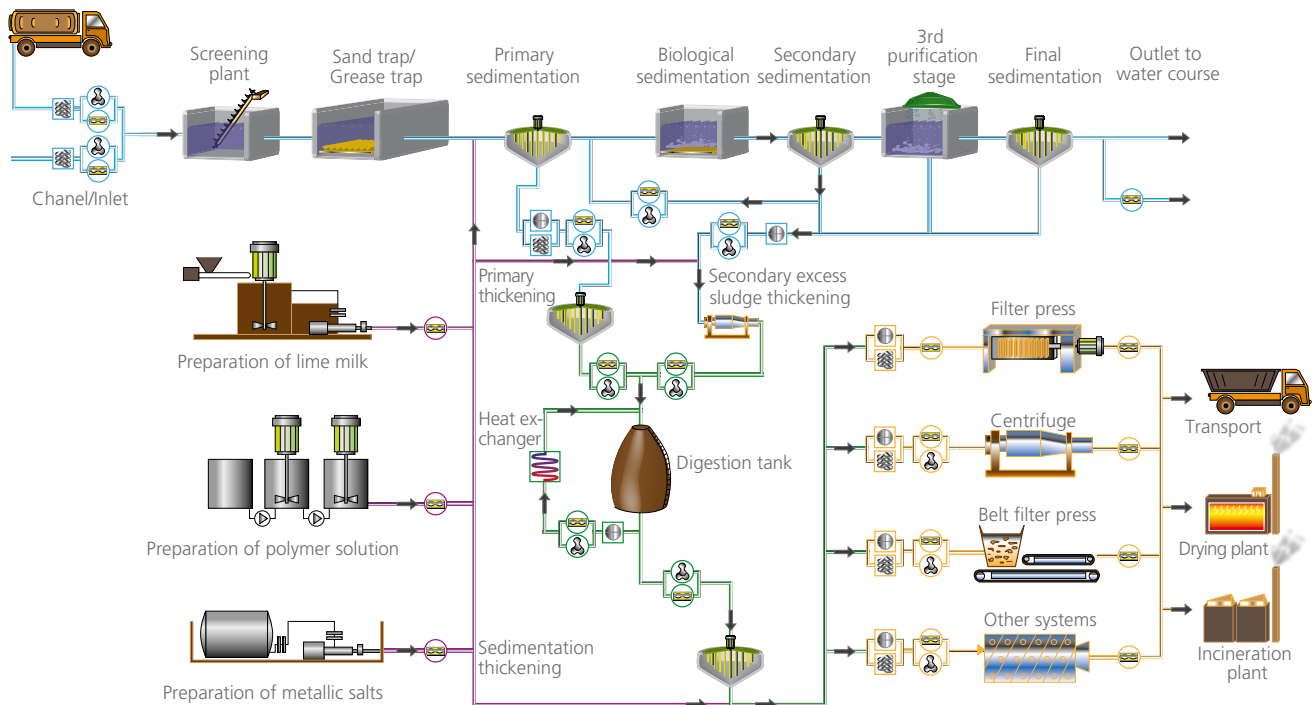 Screening
plant
Sand trap/
Grease trap
Primary
sedimentation
Biological
sedimentation
Secondary
sedimentation
3rd
purification
stage
Final
sedimentation
Outlet to
water course
Chanel/Inlet
Primary
thickening
Secondary excess
sludge thickening
Preparation of lime milk
Filter press
Transport
Heat ex-
changer
Digestion tank
Centrifuge
Preparation of polymer solution
Belt filter press
Drying plant
Sedimentation
thickening
Other systems
Incineration
plant
Preparation of metallic salts